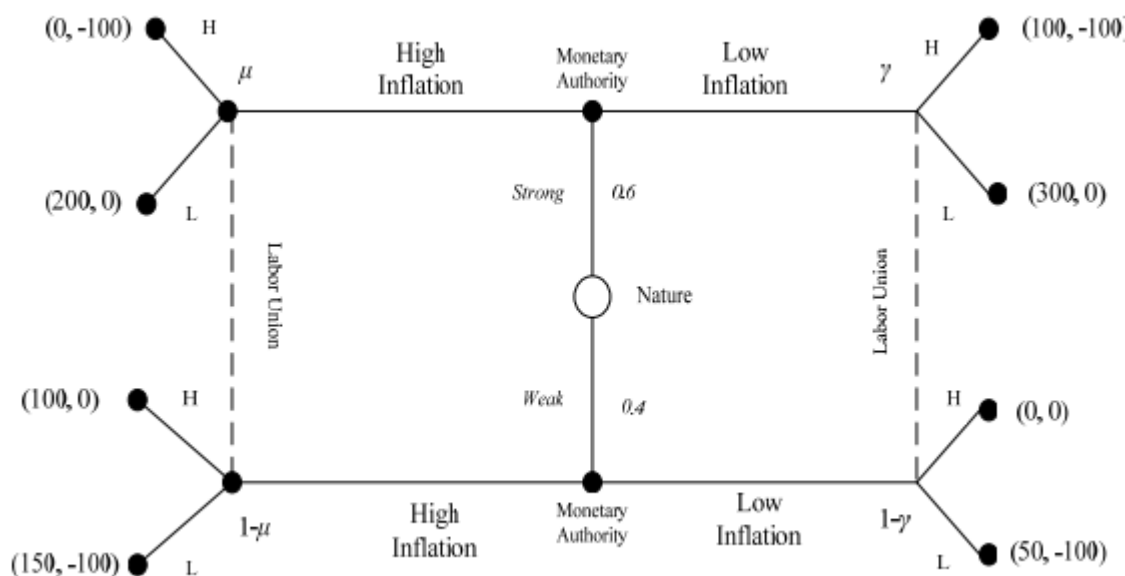 (0, -100)
H
High
Inflation
Monetary
Authority
Low
Inflation
H
(100, -100)
μ
γ
(200, 0)
L
Strong
0.6
L
(300, 0)
Labor Union
Nature
Labor Union
(100, 0)
H
Weak
0.4
H
(0, 0)
1-μ
High
Inflation
Monetary
Authority
Low
Inflation
1-γ
(150, -100)
L
L
(50, -100)